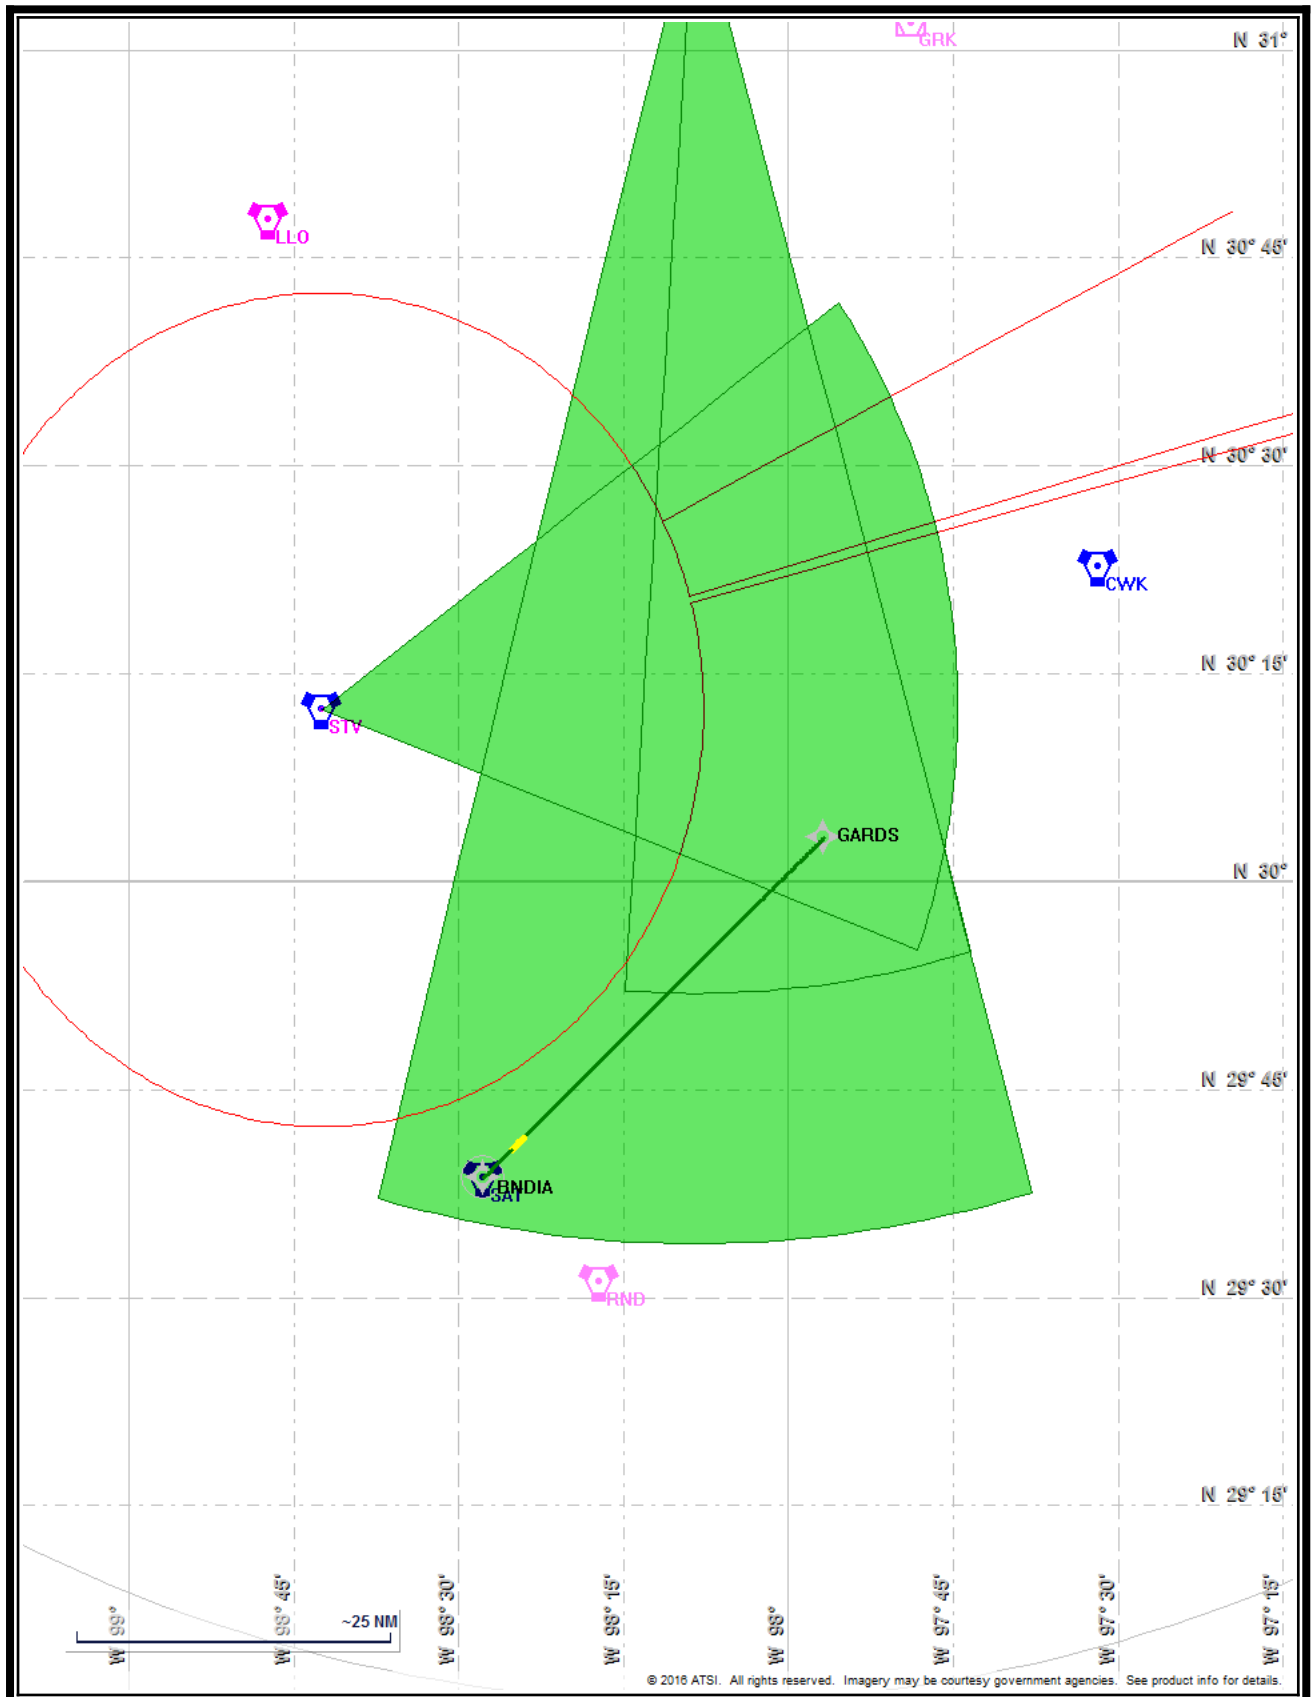 GRK
N 31°
LLO
N 30° 45'
N 30° 30'
CWK
N 30° 15'
STV
GARDS
N 30°
N 29° 45'
BNDIA
SAT
RND
N 29° 30'
N 29° 15'
~25 NM
W 99°
W 98° 45'
W 98° 30'
W 98° 15'
W 98°
W 97° 45'
W 97° 30'
W 97° 15'
© 2016 ATSI. All rights reserved. Imagery may be courtesy government agencies. See product info for details.